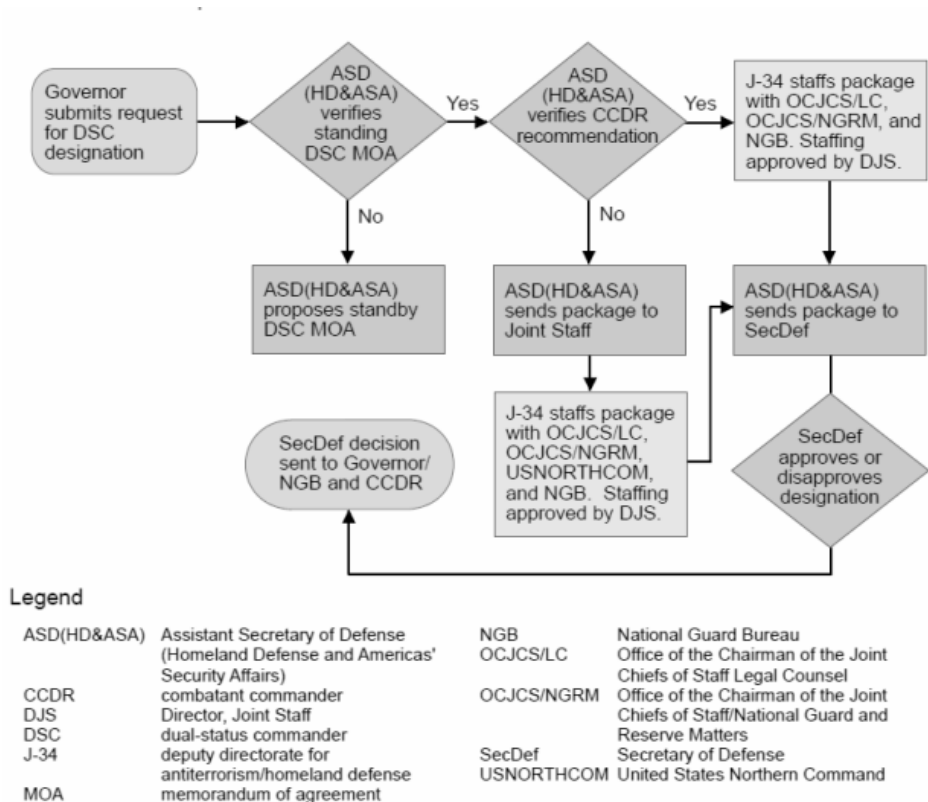 Governor
submits request
for DSC
designation
ASD
(HD&ASA)
verifies
standing
DSC MOA
Yes
ASD
(HD&ASA)
verifies CCDR
recommendation
Yes
J-34 staffs package
with OCJCS/LC,
OCJCS/NGRM, and
NGB. Staffing
approved by DJS.
No
No
ASD(HD&ASA)
proposes standby
DSC MOA
ASD(HD&ASA)
sends package to
Joint Staff
ASD(HD&ASA)
sends package to
SecDef
SecDef decision
sent to Governor/
NGB and CCDR
J-34 staffs package
with OCJCS/LC,
OCJCS/NGRM,
USNORTHCOM,
and NGB.  Staffing
approved by DJS.
SecDef
approves or
disapproves
designation
Legend
ASD(HD&ASA) Assistant Secretary of Defense
(Homeland Defense and Americas'
Security Affairs)
CCDR combatant commander
DJS Director, Joint Staff
DSC dual-status commander
J-34 deputy directorate for
antiterrorism/homeland defense
MOA memorandum of agreement
NGB National Guard Bureau
OCJCS/LC Office of the Chairman of the Joint
Chiefs of Staff Legal Counsel
OCJCS/NGRM Office of the Chairman of the Joint
Chiefs of Staff/National Guard and
Reserve Matters
SecDef Secretary of Defense
USNORTHCOM United States Northern Command